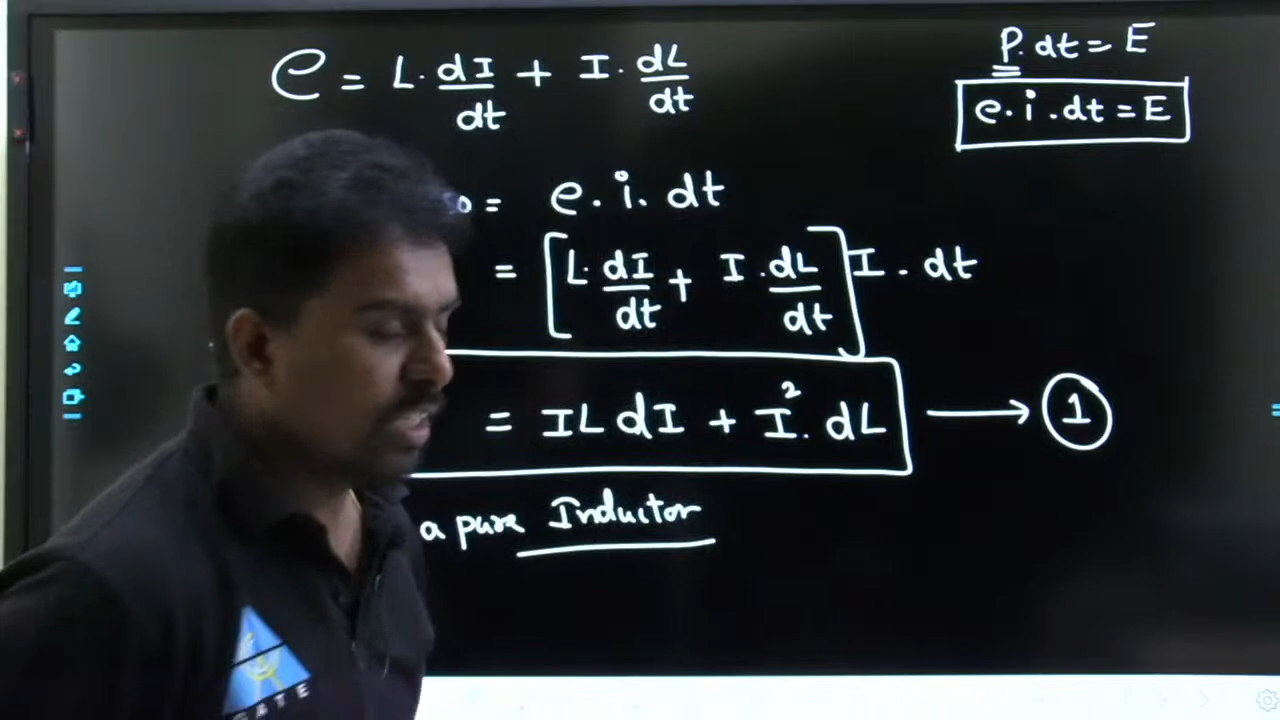 e = L. dI/dt + I. dL/dt
P. dt = E
e. i. dt = E
= e. i. dt
= [L. dI/dt + I. dL/dt] I. dt
= IL dI + I². dL → 1
a pure Inductor
GATE